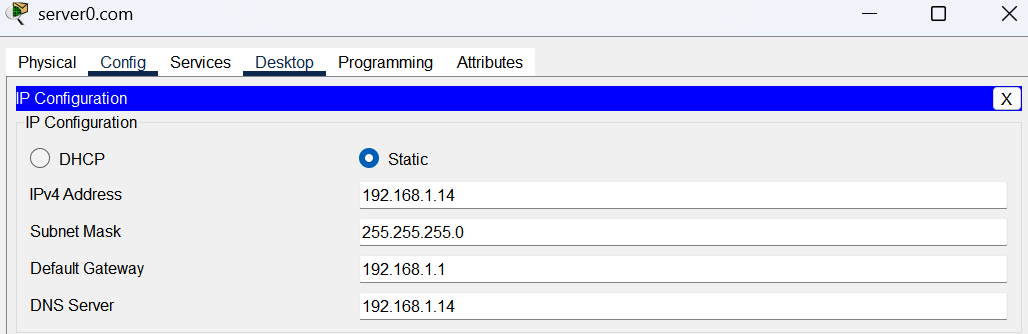 server0.com
Physical Config Services Desktop Programming Attributes
IP Configuration X
IP Configuration
DHCP Static
IPv4 Address 192.168.1.14
Subnet Mask 255.255.255.0
Default Gateway 192.168.1.1
DNS Server 192.168.1.14